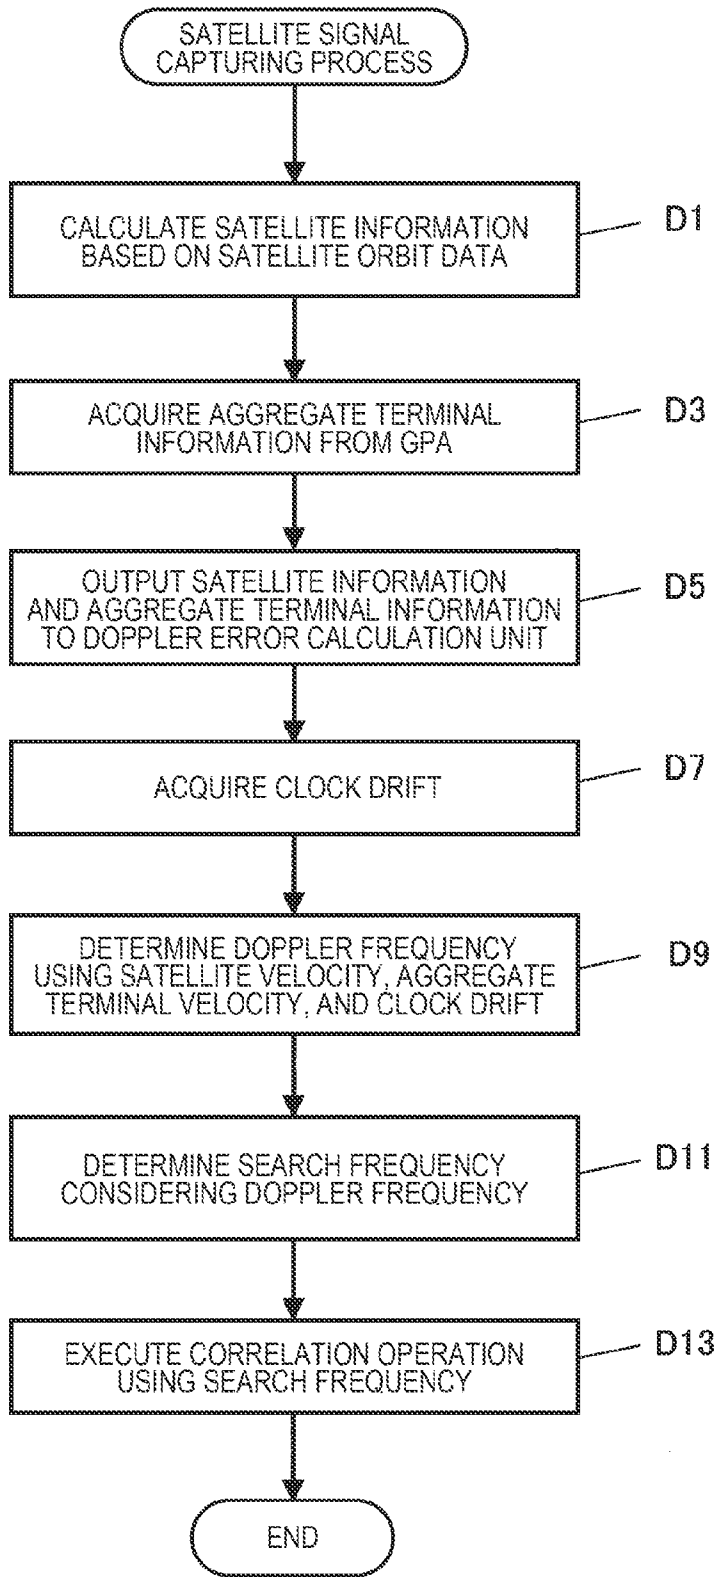 SATELLITE SIGNAL
CAPTURING PROCESS
CALCULATE SATELLITE INFORMATION
BASED ON SATELLITE ORBIT DATA
D1
ACQUIRE AGGREGATE TERMINAL
INFORMATION FROM GPA
D3
OUTPUT SATELLITE INFORMATION
AND AGGREGATE TERMINAL INFORMATION
TO DOPPLER ERROR CALCULATION UNIT
D5
ACQUIRE CLOCK DRIFT
D7
DETERMINE DOPPLER FREQUENCY
USING SATELLITE VELOCITY, AGGREGATE
TERMINAL VELOCITY, AND CLOCK DRIFT
D9
DETERMINE SEARCH FREQUENCY
CONSIDERING DOPPLER FREQUENCY
D11
EXECUTE CORRELATION OPERATION
USING SEARCH FREQUENCY
D13
END